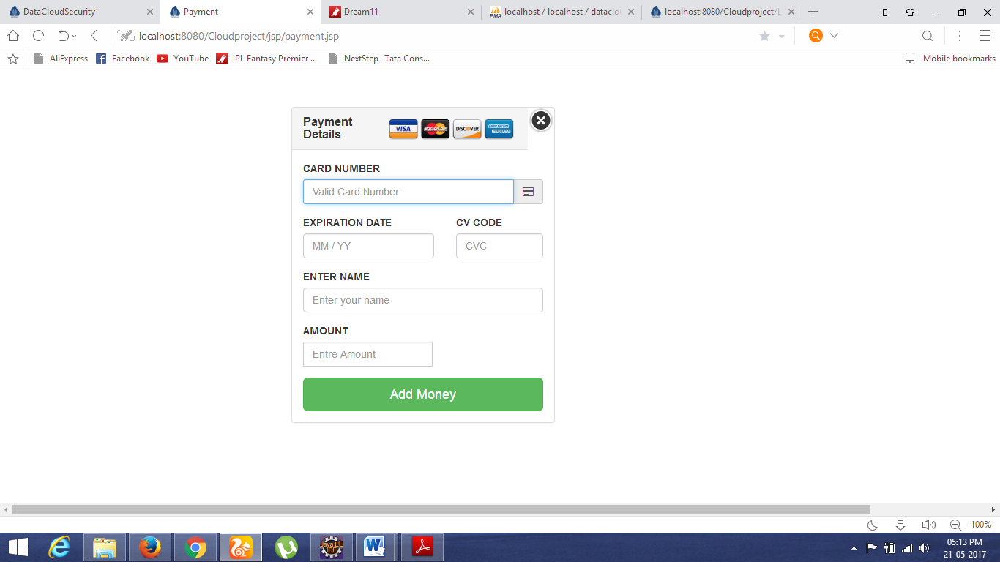 DataCloudSecurity
Payment
Dream11
localhost / localhost / dataclou
localhost:8080/Cloudproject/L
localhost:8080/Cloudproject/jsp/payment.jsp
AliExpress
Facebook
YouTube
IPL Fantasy Premier ...
NextStep- Tata Cons...
Mobile bookmarks
Payment
Details
VISA
MasterCard
DISCOVER
AMERICAN
EXPRESS
CARD NUMBER
Valid Card Number
EXPIRATION DATE
CV CODE
MM / YY
CVC
ENTER NAME
Enter your name
AMOUNT
Entre Amount
Add Money
100%
Java EE
IDE
05:13 PM
21-05-2017